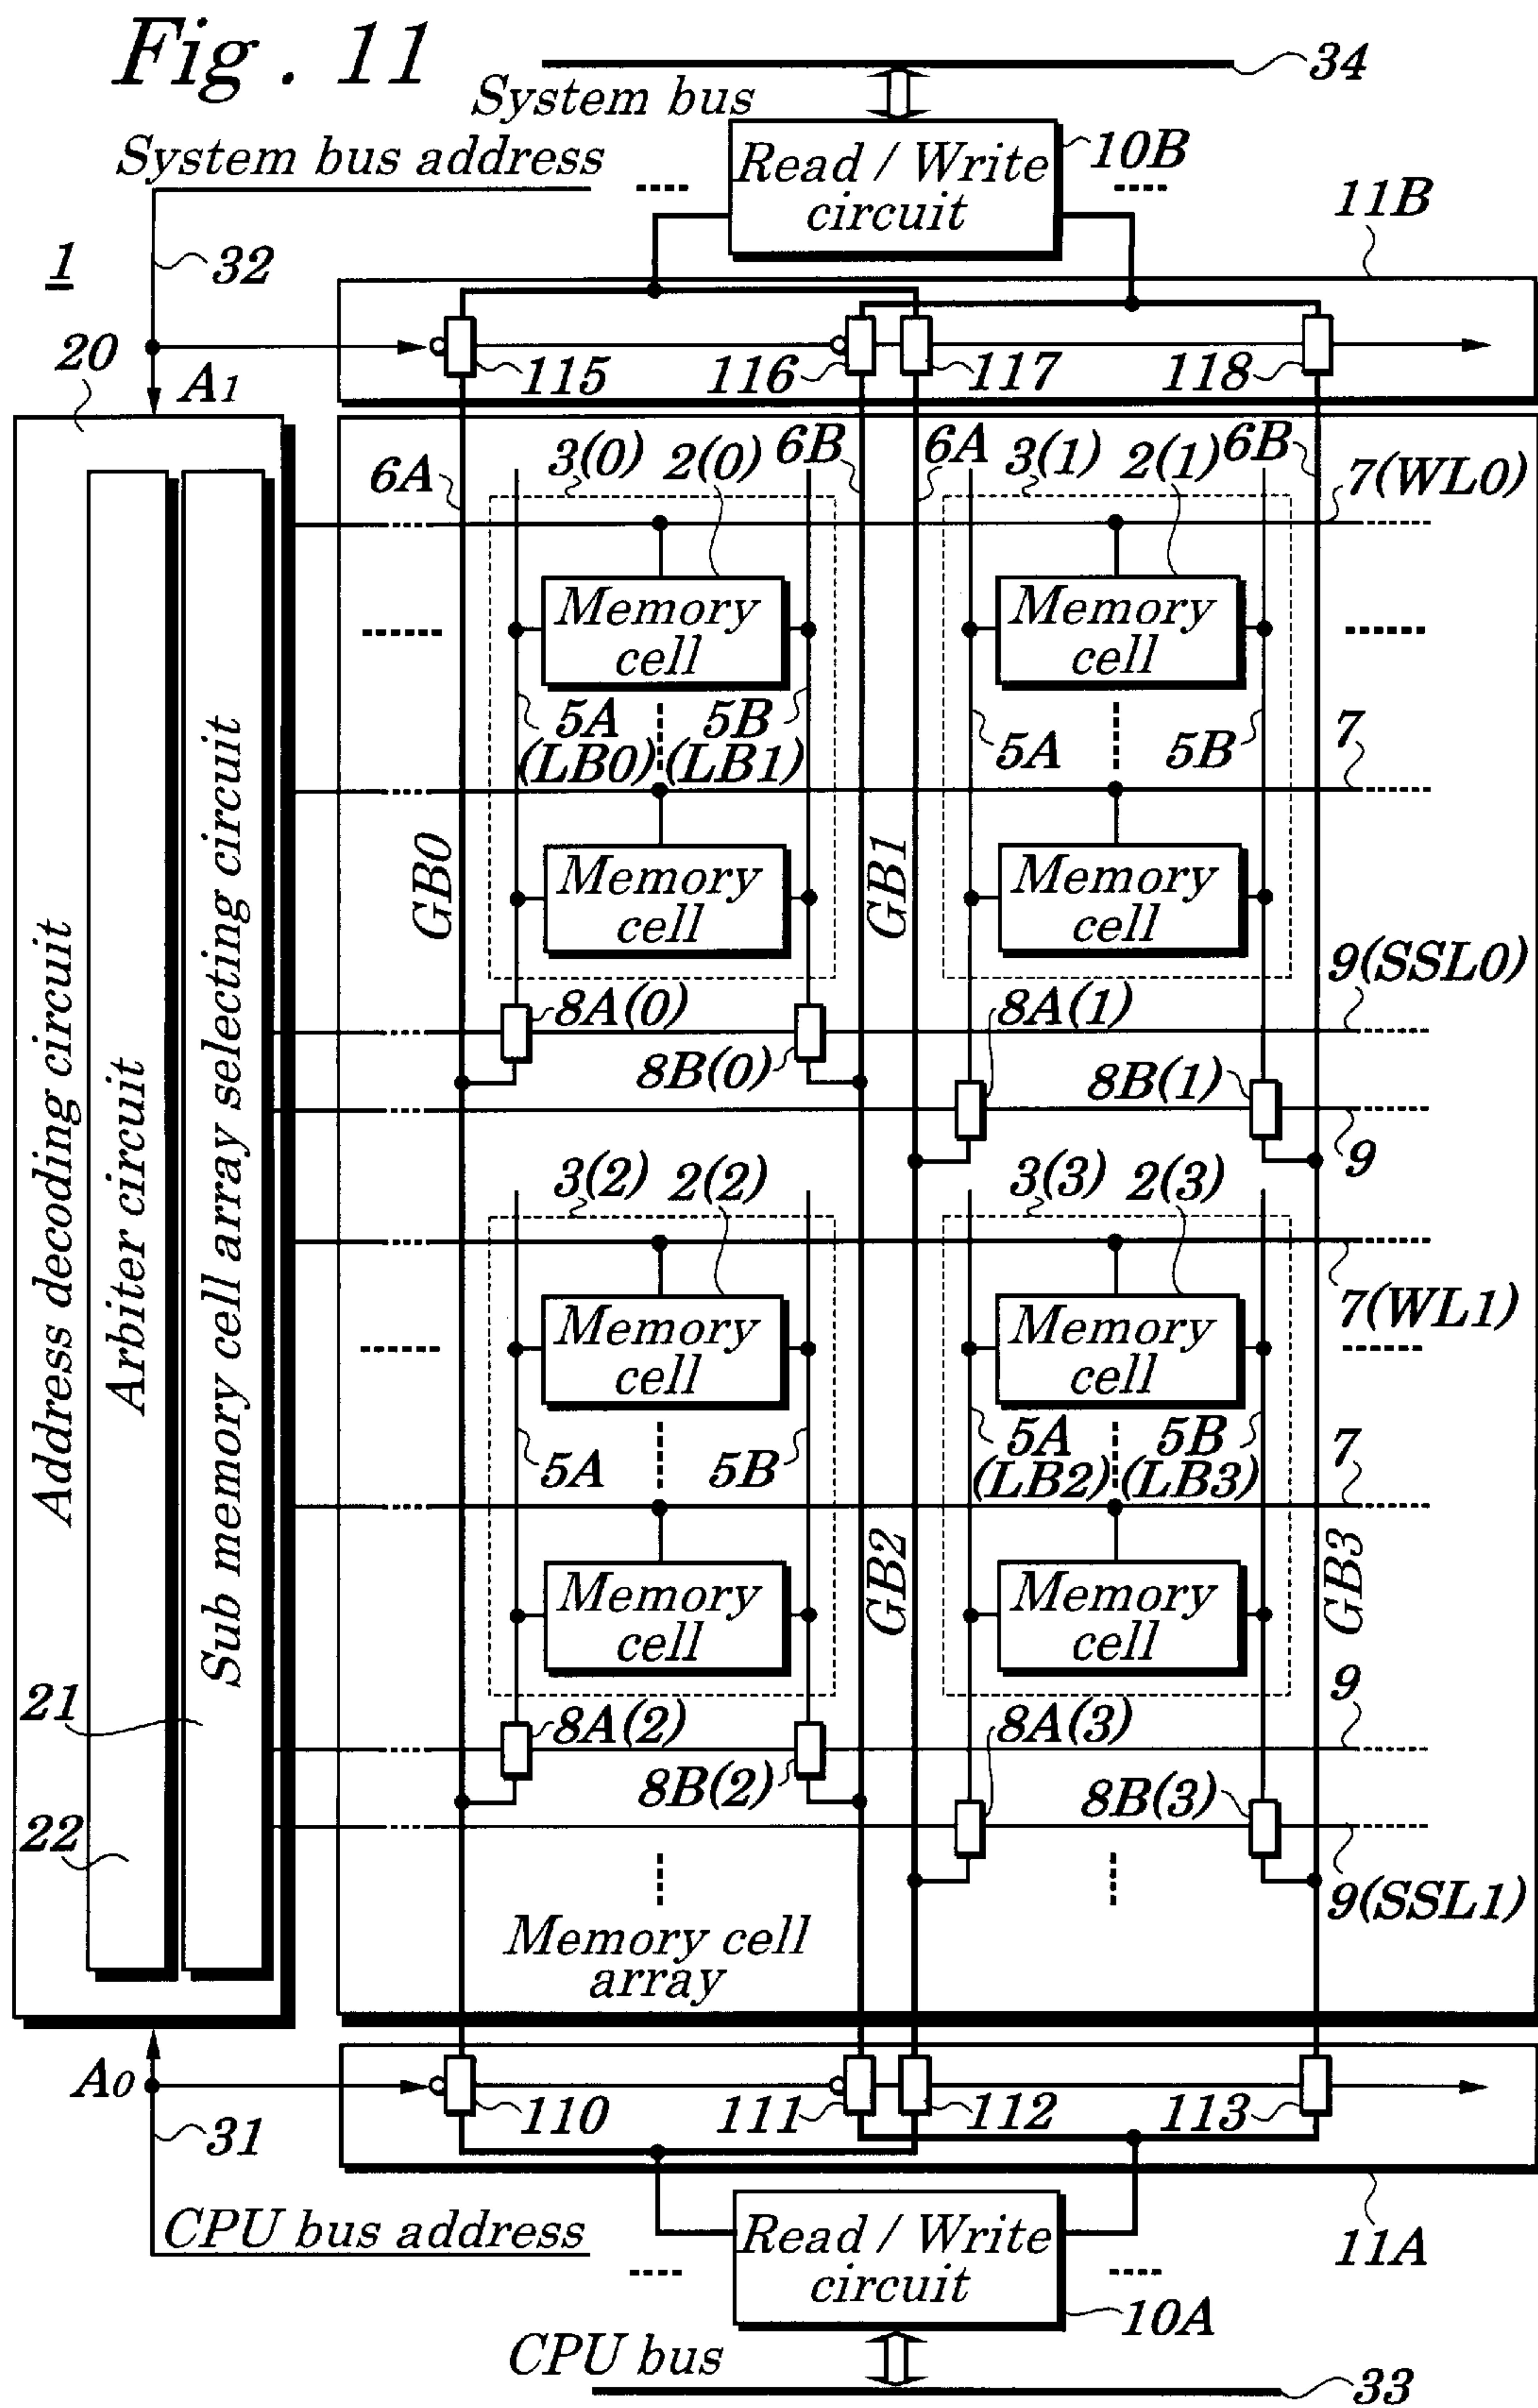 Fig . 11
34
System bus
System bus address
Read / Write
circuit
10B
11B
1
32
20
A1
115
116
117
118
6A
3(0)
2(0)
6B
6A
3(1)
2(1)
6B
7(WL0)
Memory
cell
Memory
cell
5A
(LB0)
5B
(LB1)
5A
5B
7
GB0
Memory
cell
GB1
Memory
cell
9(SSL0)
8A(0)
8B(0)
8A(1)
8B(1)
9
Address decoding circuit
Arbiter circuit
Sub memory cell array selecting circuit
3(2)
2(2)
3(3)
2(3)
7(WL1)
Memory
cell
Memory
cell
5A
5B
5A
(LB2)
5B
(LB3)
7
Memory
cell
GB2
Memory
cell
GB3
21
9
8A(2)
8B(2)
8A(3)
8B(3)
22
9(SSL1)
Memory cell
array
A0
110
111
112
113
31
CPU bus address
Read / Write
circuit
11A
10A
CPU bus
33